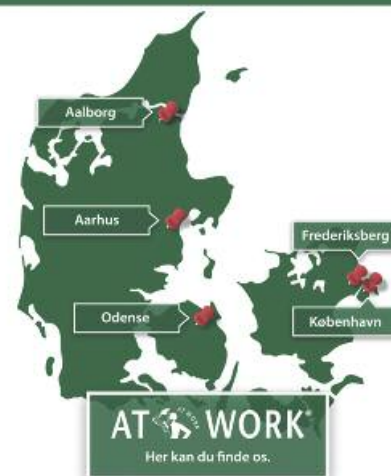 Aalborg
Aarhus
Frederiksberg
Odense
København
AT WORK®
Her kan du finde os.